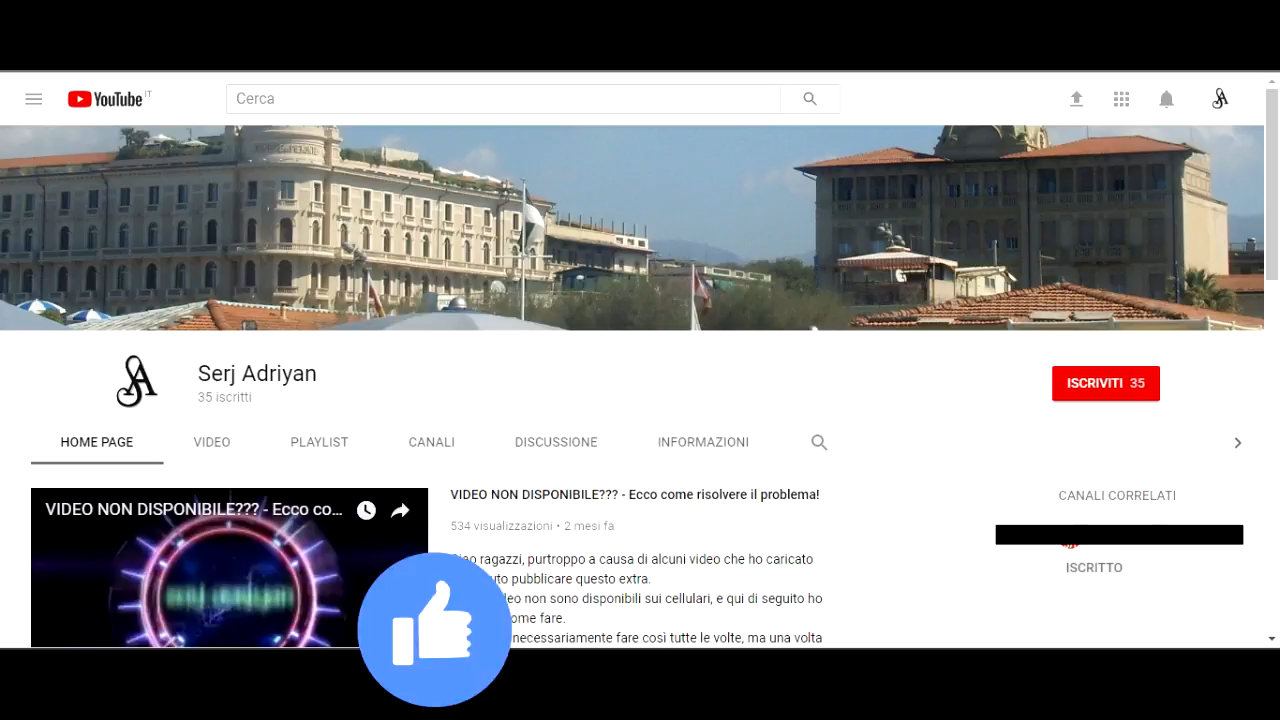 YouTube IT
Cerca
Serj Adriyan
35 iscritti
ISCRIVITI 35
HOME PAGE VIDEO PLAYLIST CANALI DISCUSSIONE INFORMAZIONI
VIDEO NON DISPONIBILE??? - Ecco co...
VIDEO NON DISPONIBILE??? - Ecco come risolvere il problema!
534 visualizzazioni • 2 mesi fa
ragazzi, purtroppo a causa di alcuni video che ho caricato
pubblicare questo extra.
non sono disponibili sui cellulari, e qui di seguito ho
fare.
necessariamente fare così tutte le volte, ma una volta
CANALI CORRELATI
ISCRITTO